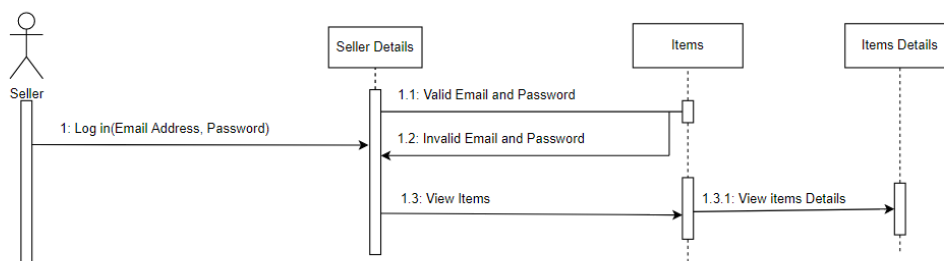 Seller Details
Items
Items Details
Seller
1.1: Valid Email and Password
1: Log in(Email Address, Password)
1.2: Invalid Email and Password
1.3: View Items
1.3.1: View items Details